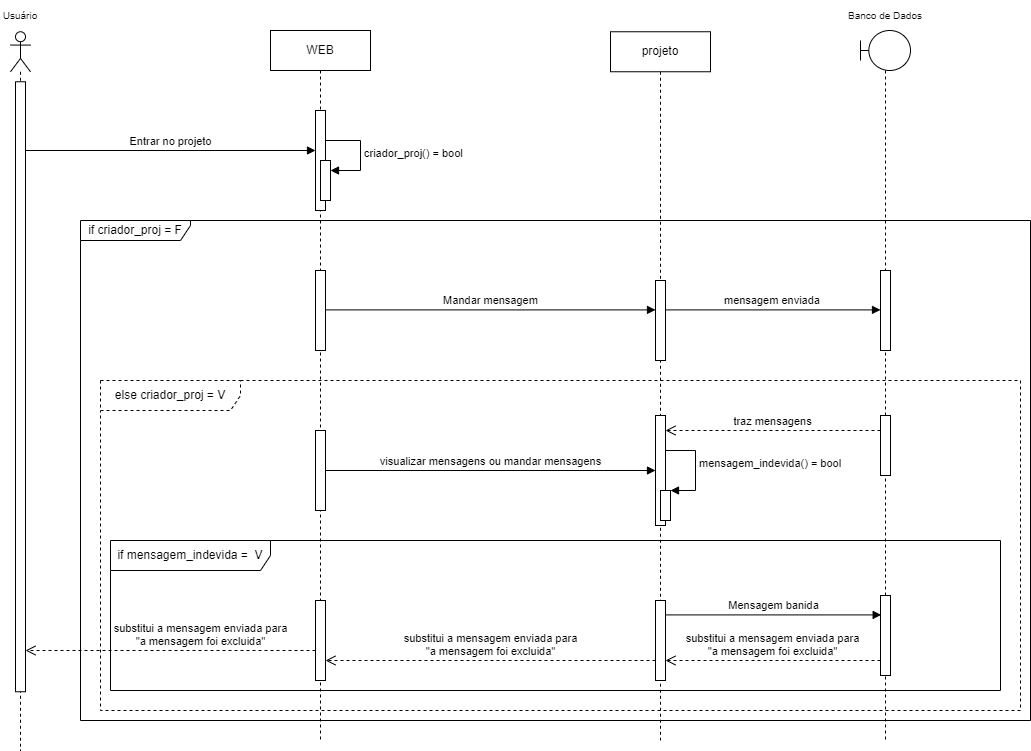 Usuário
Banco de Dados
WEB
projeto
Entrar no projeto
criador_proj() = bool
if criador_proj = F
Mandar mensagem
mensagem enviada
else criador_proj = V
traz mensagens
visualizar mensagens ou mandar mensagens
mensagem_indevida() = bool
if mensagem_indevida = V
Mensagem banida
substitui a mensagem enviada para
"a mensagem foi excluida"
substitui a mensagem enviada para
"a mensagem foi excluida"
substitui a mensagem enviada para
"a mensagem foi excluida"